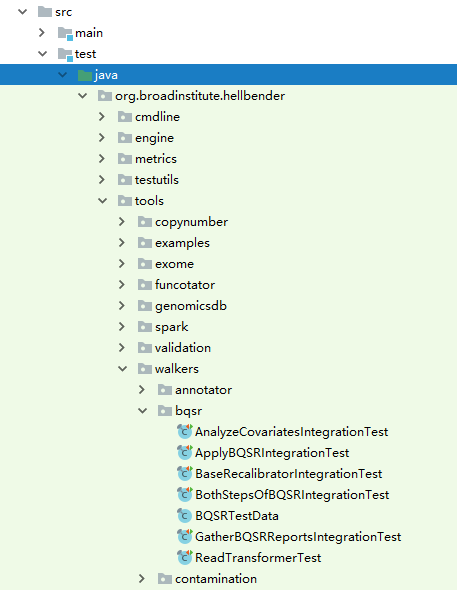 src
main
test
java
org.broadinstitute.hellbender
cmdline
engine
metrics
testutils
tools
copynumber
examples
exome
funcotator
genomicsdb
spark
validation
walkers
annotator
bqsr
AnalyzeCovariatesIntegrationTest
ApplyBQSRIntegrationTest
BaseRecalibratorIntegrationTest
BothStepsOfBQSRIntegrationTest
BQSRTestData
GatherBQSRReportsIntegrationTest
ReadTransformerTest
contamination